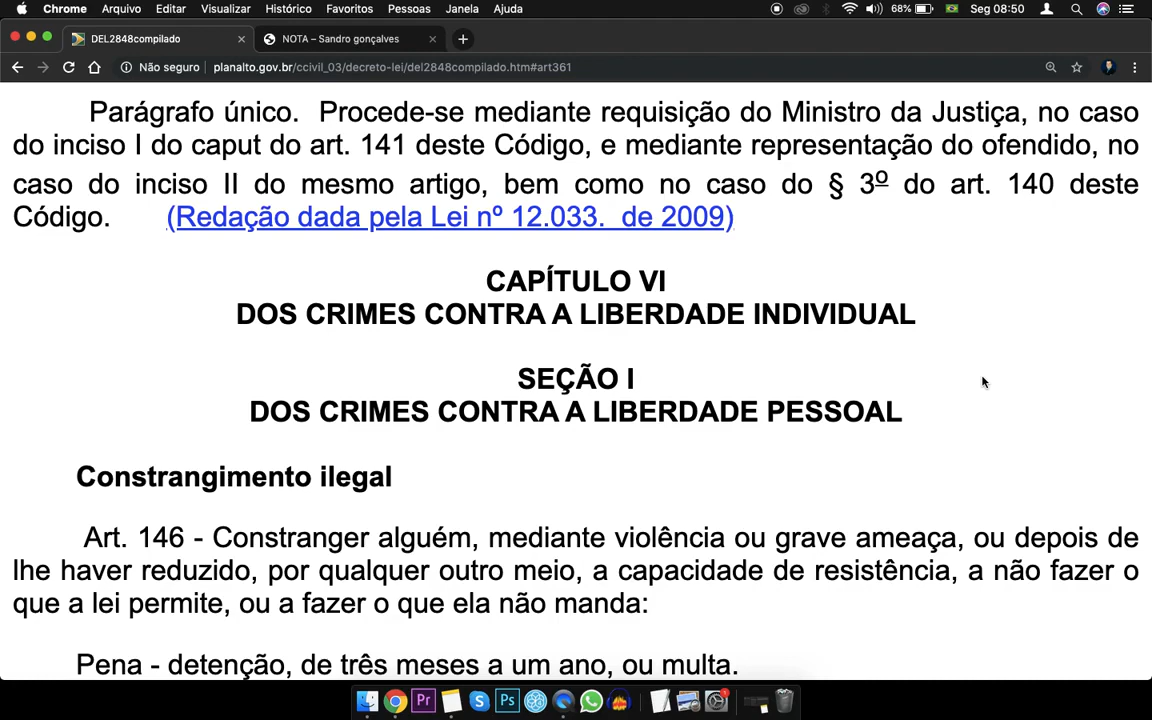 Chrome Arquivo Editar Visualizar Histórico Favoritos Pessoas Janela Ajuda 68% Seg 08:50
DEL2848compilado NOTA – Sandro gonçalves
Não seguro planalto.gov.br/ccivil_03/decreto-lei/del2848compilado.htm#art361
Parágrafo único. Procede-se mediante requisição do Ministro da Justiça, no caso
do inciso I do caput do art. 141 deste Código, e mediante representação do ofendido, no
caso do inciso II do mesmo artigo, bem como no caso do § 3º do art. 140 deste
Código. (Redação dada pela Lei nº 12.033. de 2009)
CAPÍTULO VI
DOS CRIMES CONTRA A LIBERDADE INDIVIDUAL
SEÇÃO I
DOS CRIMES CONTRA A LIBERDADE PESSOAL
Constrangimento ilegal
Art. 146 - Constranger alguém, mediante violência ou grave ameaça, ou depois de
lhe haver reduzido, por qualquer outro meio, a capacidade de resistência, a não fazer o
que a lei permite, ou a fazer o que ela não manda:
Pena - detenção, de três meses a um ano, ou multa.
Pr Ps